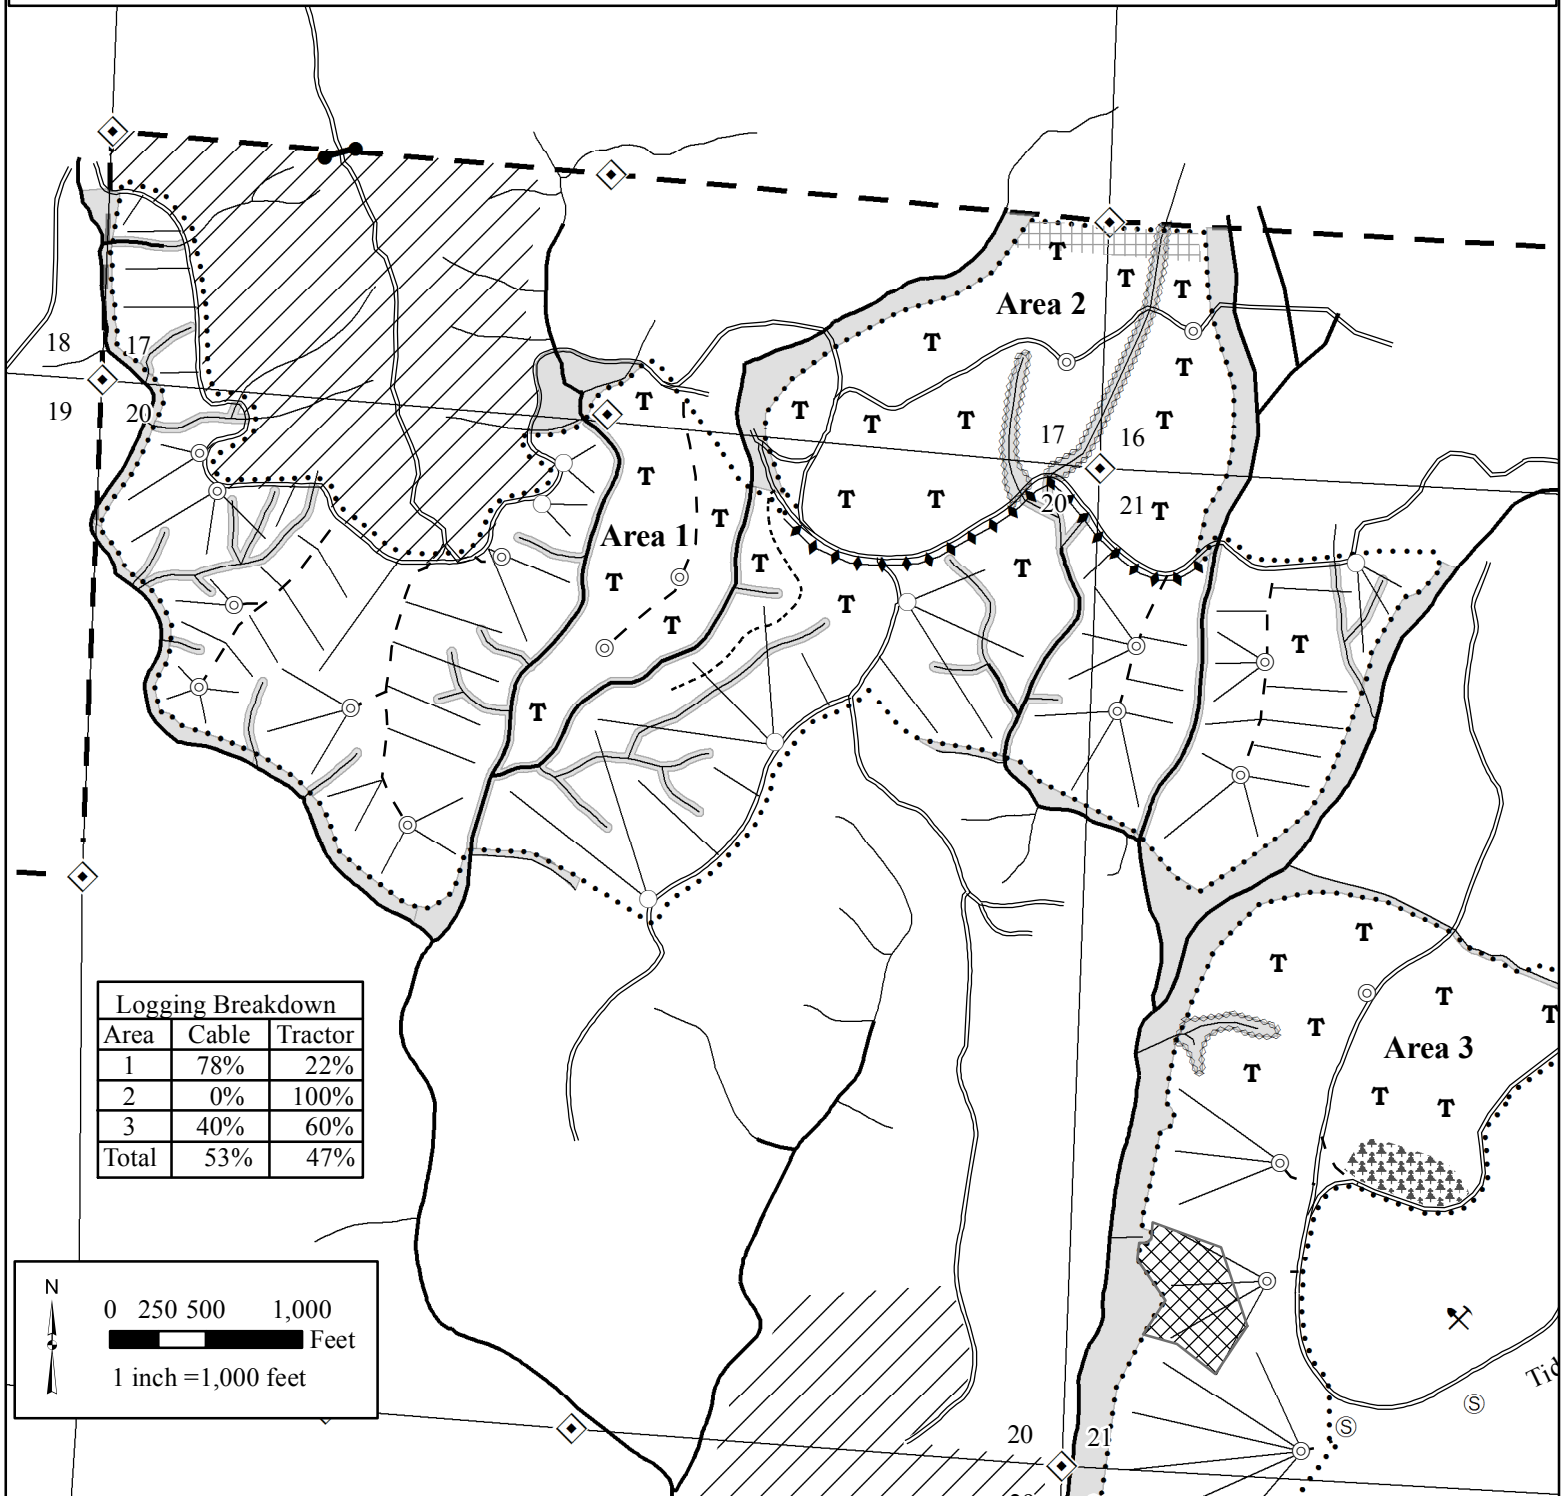 T
T
Area 2
T
T
T
18
17
T
19
20
T
T
T
T
T
17
16
T
T
T
T
20
21
T
Area 1
T
T
T
T
T
T
T
T
T
T
T
T
T
T
Area 3
T
T
T
Logging Breakdown
Area Cable Tractor
1 78% 22%
2 0% 100%
3 40% 60%
Total 53% 47%
N
0 250 500 1,000
Feet
1 inch =1,000 feet
S
S
20
21